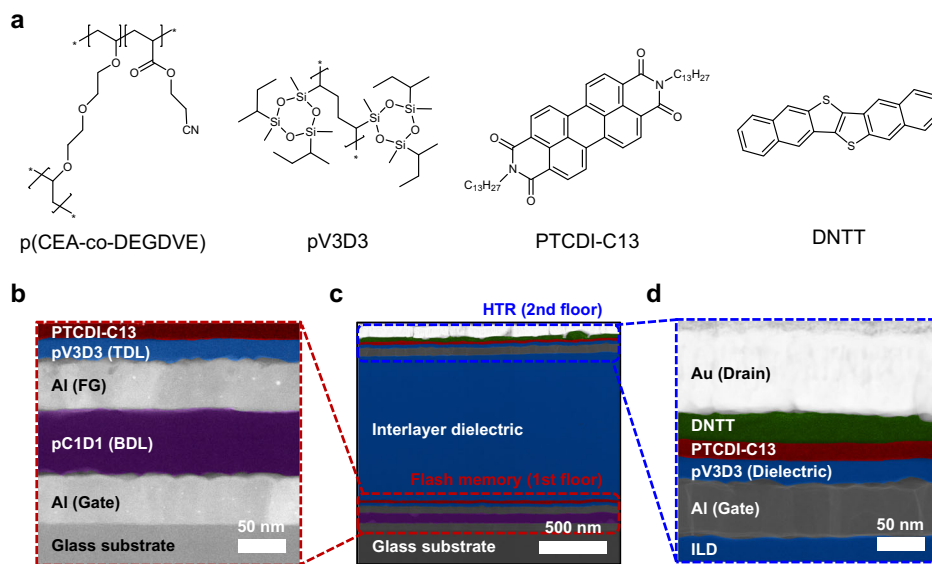 a
*
*
O
O
O
O
CN
O
O
*
*
p(CEA-co-DEGDVE)
Si
O
Si
O
O
Si
*
*
Si
O
Si
O
O
Si
pV3D3
O
C13H27
N
O
O
N
C13H27
O
PTCDI-C13
S
S
DNTT
b
PTCDI-C13
pV3D3 (TDL)
Al (FG)
pC1D1 (BDL)
Al (Gate)
50 nm
Glass substrate
c
HTR (2nd floor)
Interlayer dielectric
Flash memory (1st floor)
500 nm
Glass substrate
d
Au (Drain)
DNTT
PTCDI-C13
pV3D3 (Dielectric)
Al (Gate)
50 nm
ILD